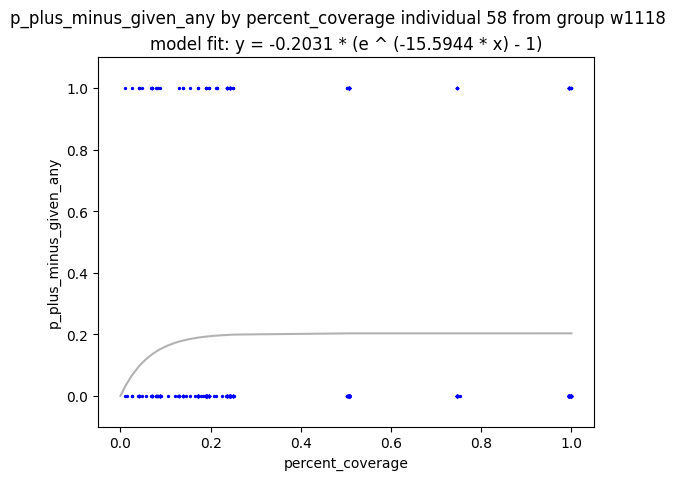 p_plus_minus_given_any by percent_coverage individual 58 from group w1118
model fit: y = -0.2031 * (e ^ (-15.5944 * x) - 1)
1.0
0.8
0.6
0.4
0.2
0.0
p_plus_minus_given_any
0.0 0.2 0.4 0.6 0.8 1.0
percent_coverage